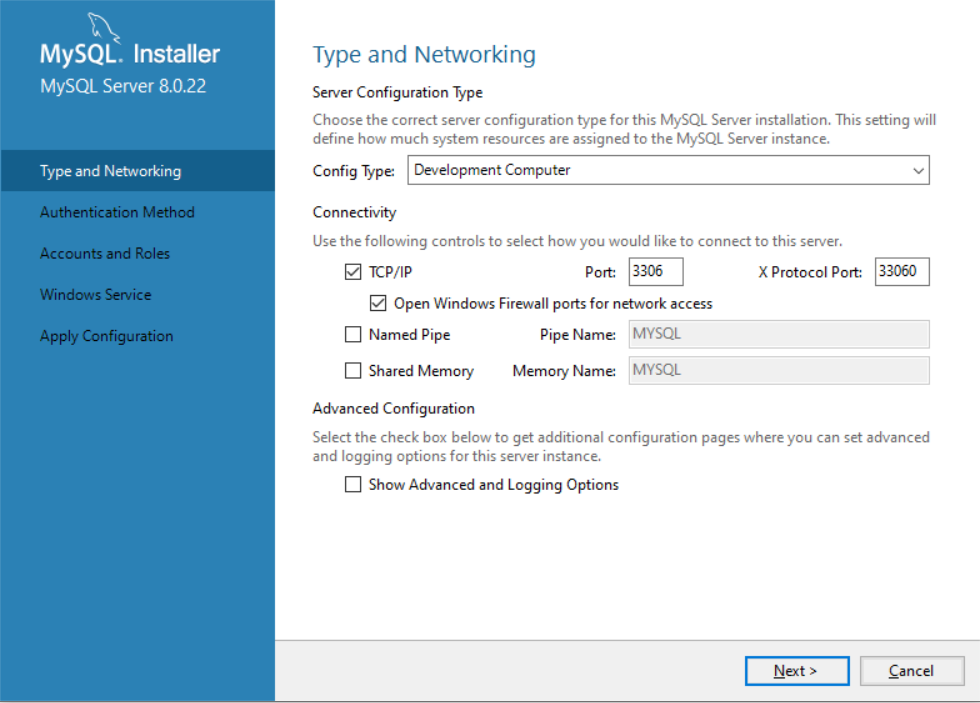 MySQL. Installer
MySQL Server 8.0.22
Type and Networking
Authentication Method
Accounts and Roles
Windows Service
Apply Configuration
Type and Networking
Server Configuration Type
Choose the correct server configuration type for this MySQL Server installation. This setting will
define how much system resources are assigned to the MySQL Server instance.
Config Type: Development Computer
Connectivity
Use the following controls to select how you would like to connect to this server.
TCP/IP Port: 3306 X Protocol Port: 33060
Open Windows Firewall ports for network access
Named Pipe Pipe Name: MYSQL
Shared Memory Memory Name: MYSQL
Advanced Configuration
Select the check box below to get additional configuration pages where you can set advanced
and logging options for this server instance.
Show Advanced and Logging Options
Next > Cancel